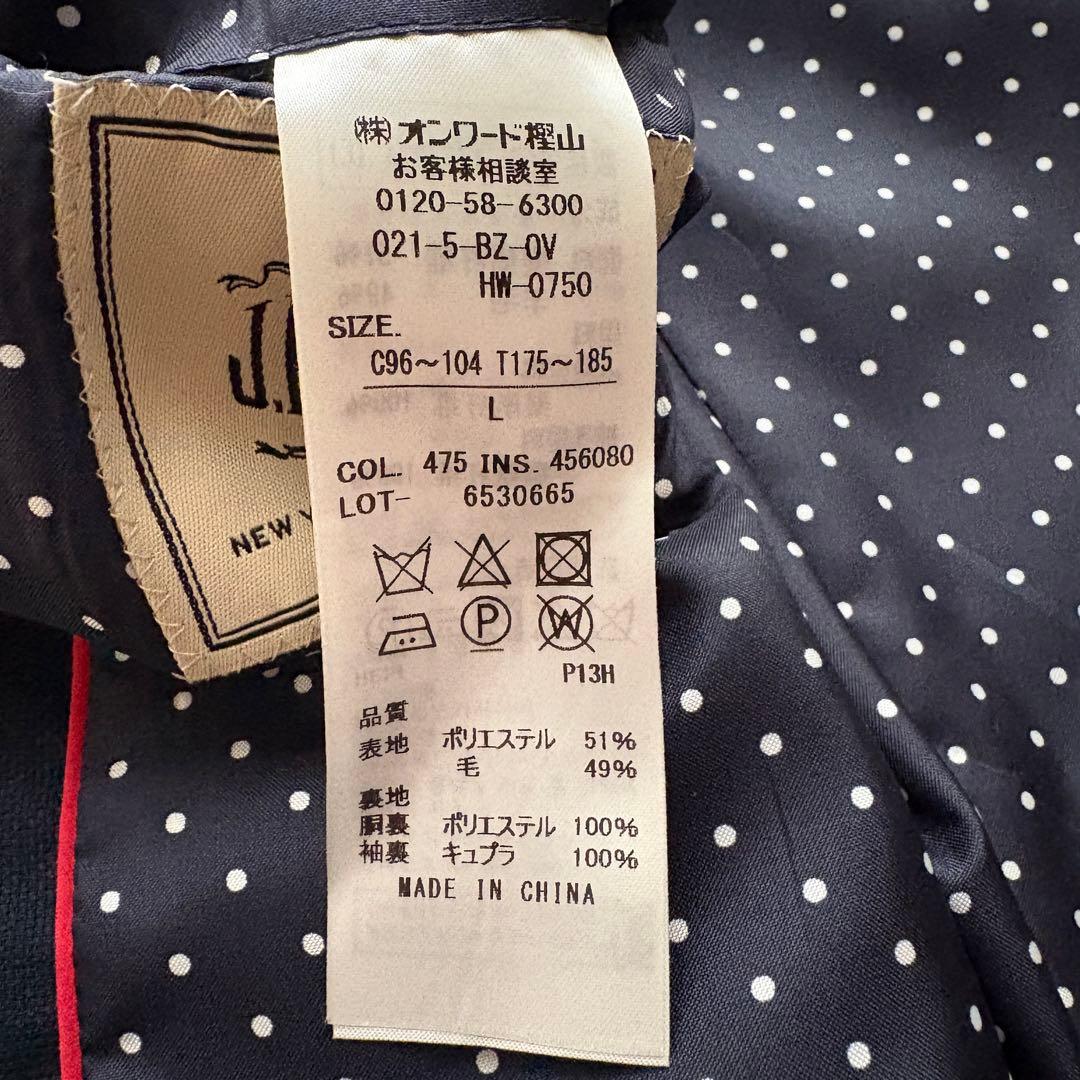 ㈱オンワード樫山
お客様相談室
0120-58-6300
021-5-BZ-0V
HW-0750
SIZE.
C96～104 T175～185
L
COL. 475 INS. 456080
LOT- 6530665
P
W
P13H
品質
表地 ポリエステル 51%
毛 49%
裏地
胴裏 ポリエステル 100%
袖裏 キュプラ 100%
MADE IN CHINA
J.
NEW